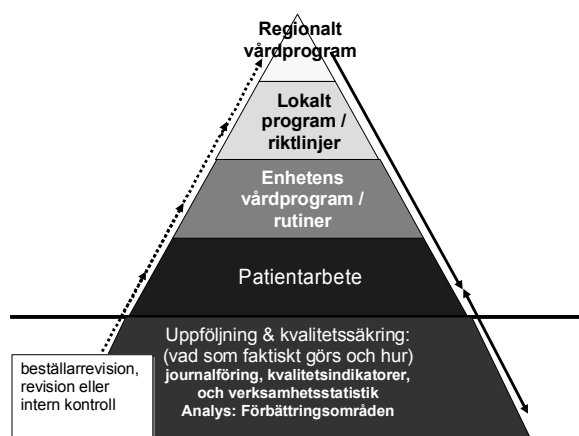 Regionalt
vårdprogram
Lokalt
program /
riktlinjer
Enhetens
vårdprogram /
rutiner
Patientarbete
Uppföljning & kvalitetssäkring:
(vad som faktiskt görs och hur)
journalföring, kvalitetsindikatorer,
och verksamhetsstatistik
Analys: Förbättringsområden
beställarrevision,
revision eller
intern kontroll